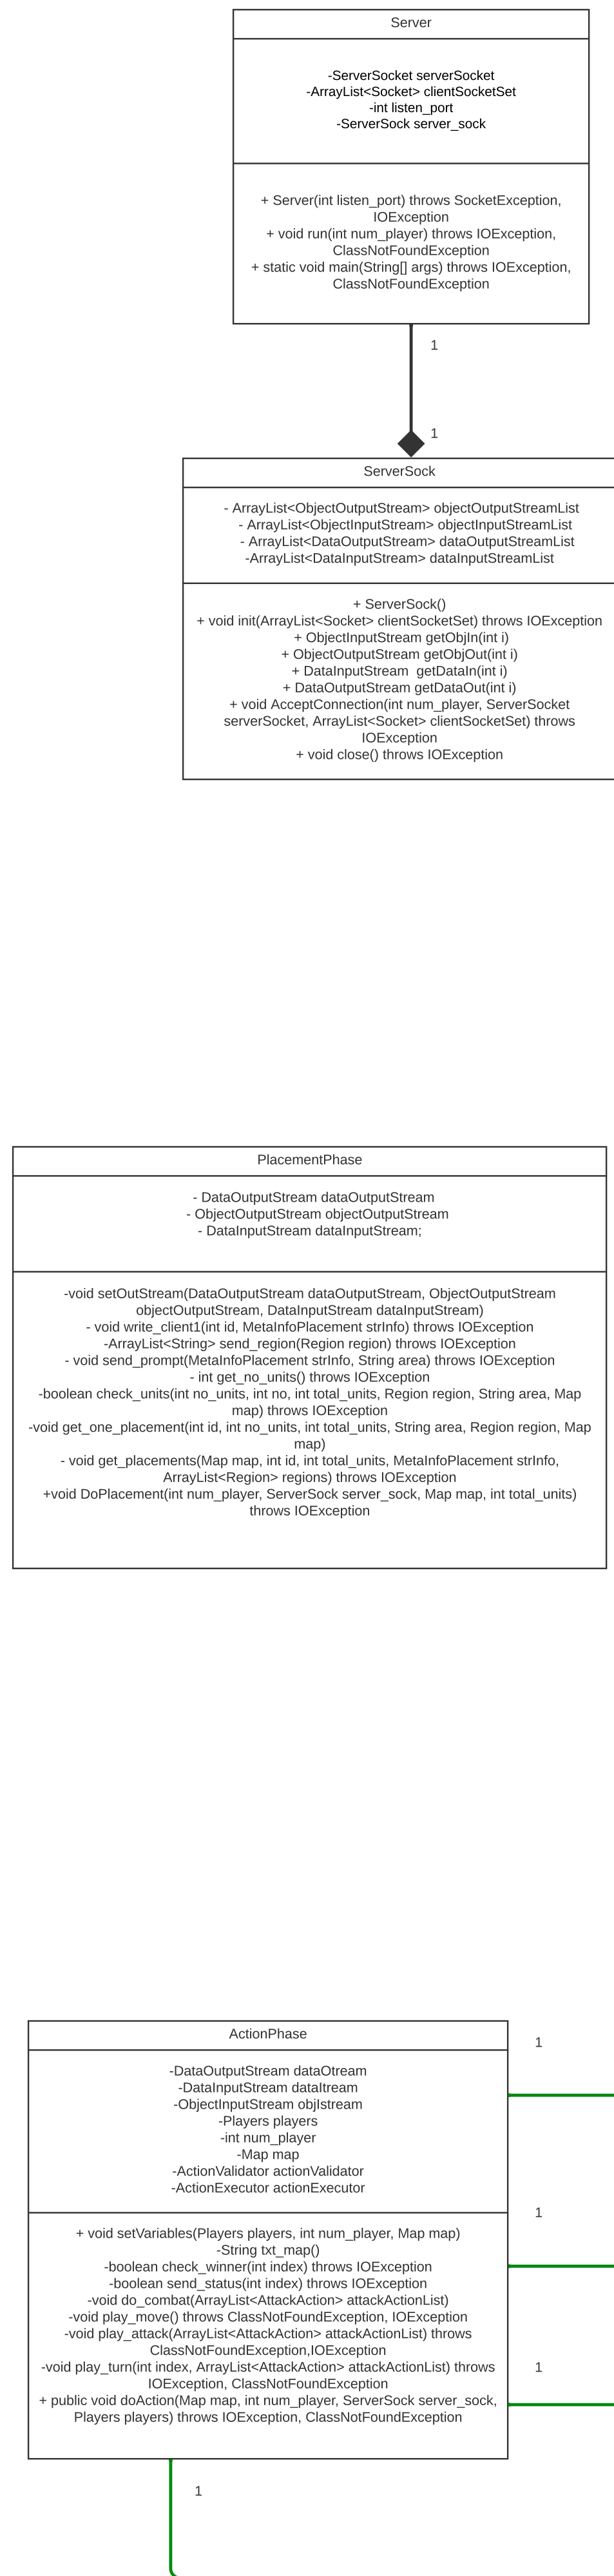 Server
-ServerSocket serverSocket
-ArrayList<Socket> clientSocketSet
-int listen_port
-ServerSock server_sock
+ Server(int listen_port) throws SocketException,
IOException
+ void run(int num_player) throws IOException,
ClassNotFoundException
+ static void main(String[] args) throws IOException,
ClassNotFoundException
1
1
ServerSock
- ArrayList<ObjectOutputStream> objectOutputStreamList
- ArrayList<ObjectInputStream> objectInputStreamList
- ArrayList<DataOutputStream> dataOutputStreamList
-ArrayList<DataInputStream> dataInputStreamList
+ ServerSock()
+ void init(ArrayList<Socket> clientSocketSet) throws IOException
+ ObjectInputStream getObjIn(int i)
+ ObjectOutputStream getObjOut(int i)
+ DataInputStream  getDataIn(int i)
+ DataOutputStream getDataOut(int i)
+ void AcceptConnection(int num_player, ServerSocket
serverSocket, ArrayList<Socket> clientSocketSet) throws
IOException
+ void close() throws IOException
PlacementPhase
- DataOutputStream dataOutputStream
- ObjectOutputStream objectOutputStream
- DataInputStream dataInputStream;
-void setOutStream(DataOutputStream dataOutputStream, ObjectOutputStream
objectOutputStream, DataInputStream dataInputStream)
- void write_client1(int id, MetaInfoPlacement strInfo) throws IOException
-ArrayList<String> send_region(Region region) throws IOException
- void send_prompt(MetaInfoPlacement strInfo, String area) throws IOException
- int get_no_units() throws IOException
-boolean check_units(int no_units, int no, int total_units, Region region, String area, Map
map) throws IOException
-void get_one_placement(int id, int no_units, int total_units, String area, Region region, Map
map)
- void get_placements(Map map, int id, int total_units, MetaInfoPlacement strInfo,
ArrayList<Region> regions) throws IOException
+void DoPlacement(int num_player, ServerSock server_sock, Map map, int total_units)
throws IOException
ActionPhase
1
-DataOutputStream dataOtream
-DataInputStream dataItream
-ObjectInputStream objIstream
-Players players
-int num_player
-Map map
-ActionValidator actionValidator
-ActionExecutor actionExecutor
1
+ void setVariables(Players players, int num_player, Map map)
-String txt_map()
-boolean check_winner(int index) throws IOException
-boolean send_status(int index) throws IOException
-void do_combat(ArrayList<AttackAction> attackActionList)
-void play_move() throws ClassNotFoundException, IOException
-void play_attack(ArrayList<AttackAction> attackActionList) throws
ClassNotFoundException,IOException
-void play_turn(int index, ArrayList<AttackAction> attackActionList) throws
IOException, ClassNotFoundException
1
+ public void doAction(Map map, int num_player, ServerSock server_sock,
Players players) throws IOException, ClassNotFoundException
1